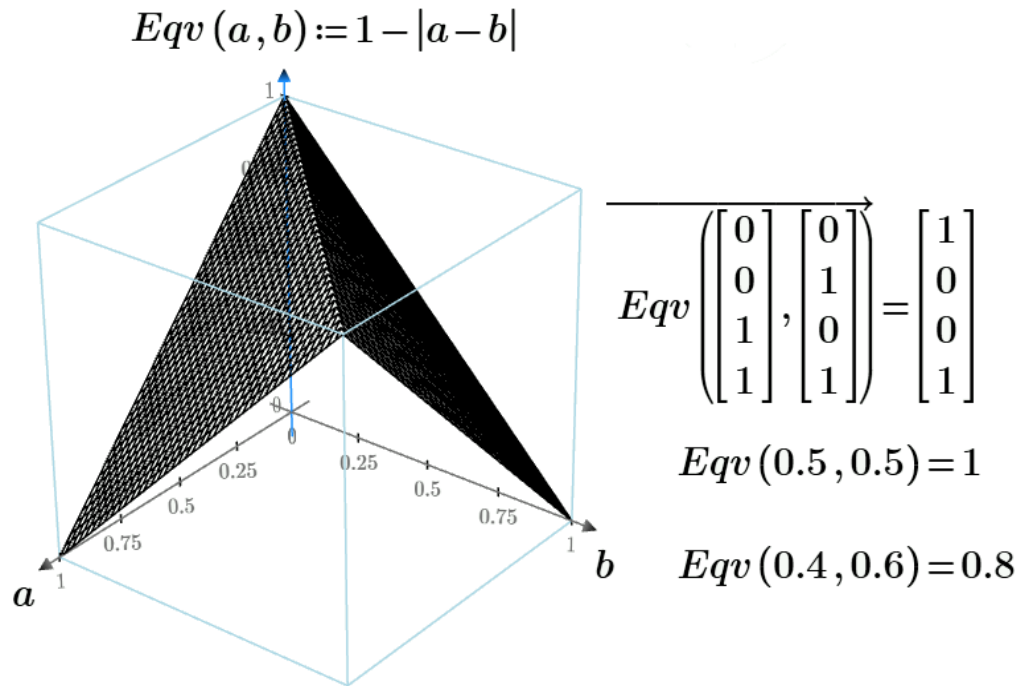 Eqv(a,b):=1-|a-b|
1
0
0
0.25
0.5
0.75
1
a
0.25
0.5
0.75
1
b
Eqv([0 0 1 1], [0 1 0 1])=[1 0 0 1]
Eqv(0.5,0.5)=1
Eqv(0.4,0.6)=0.8